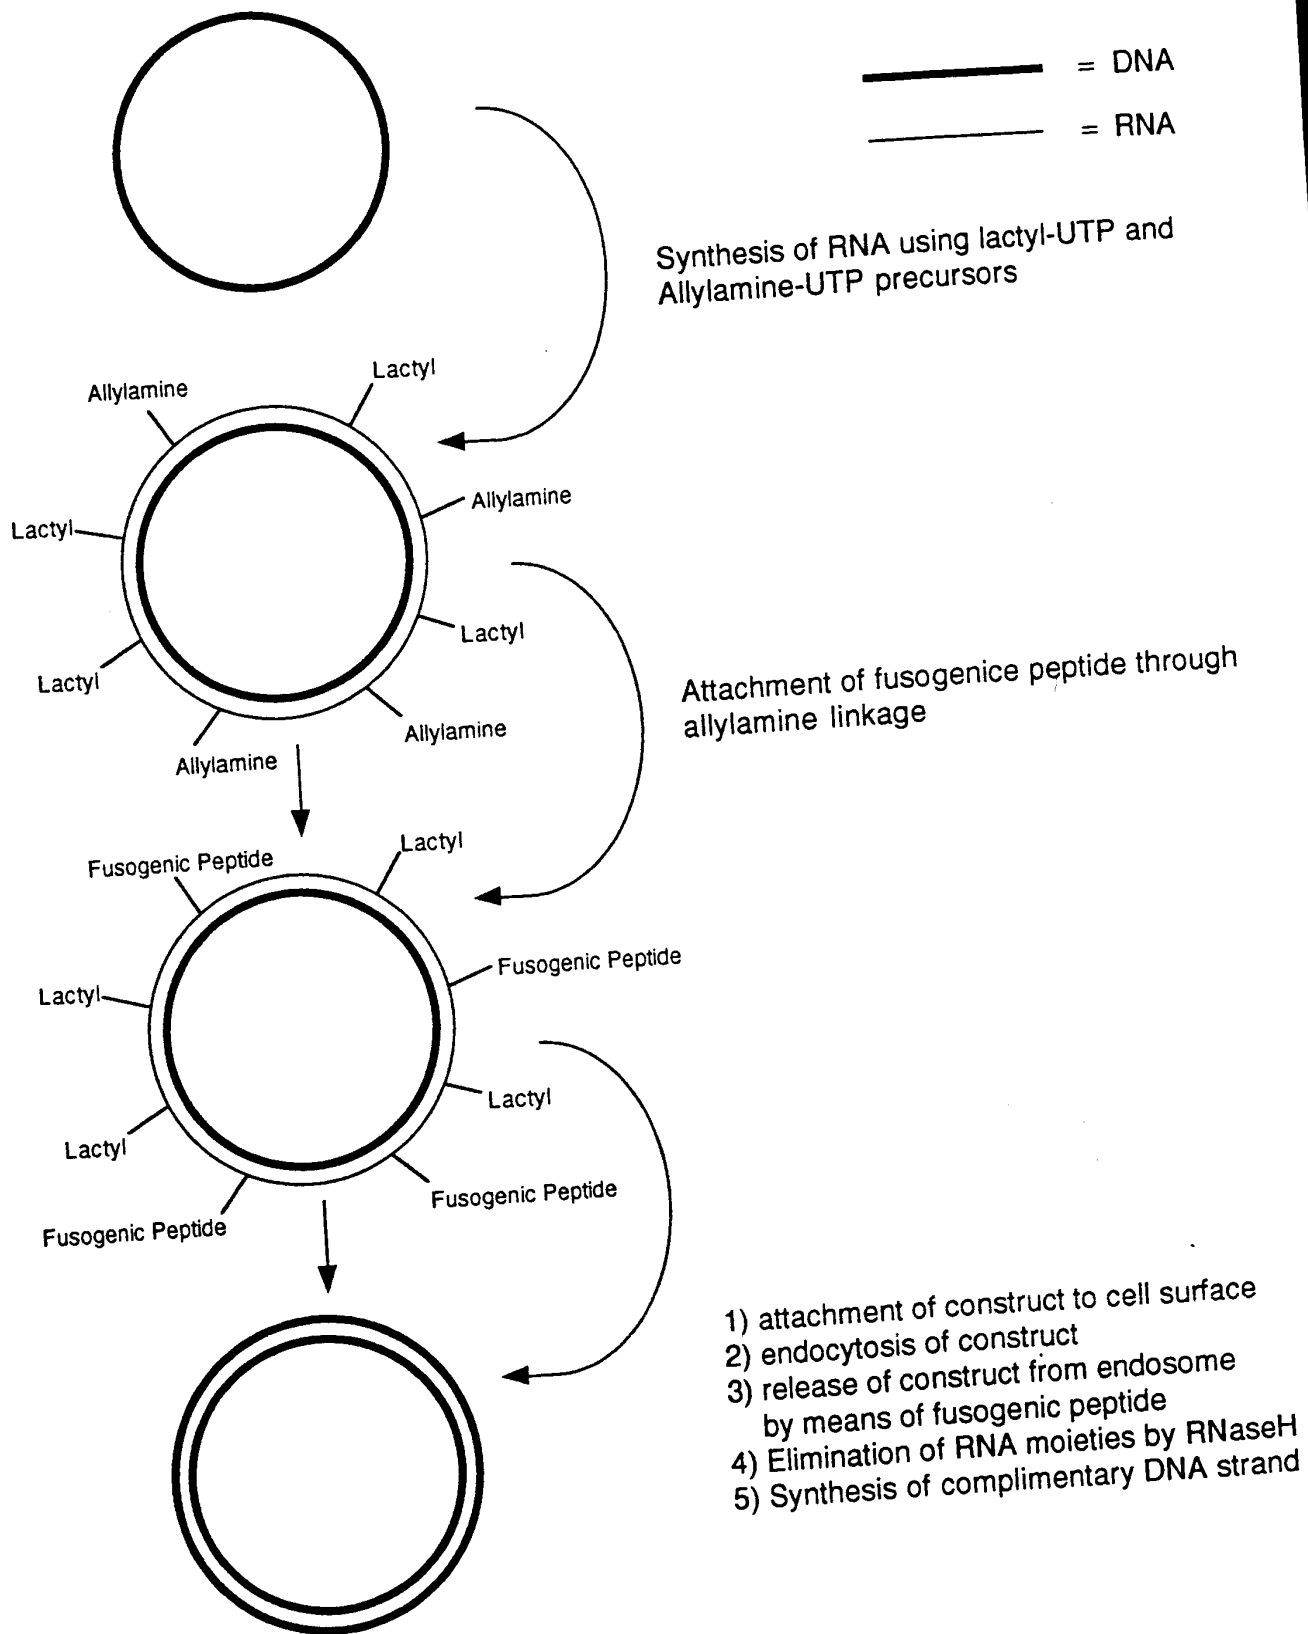 = DNA
= RNA
Synthesis of RNA using lactyl-UTP and
Allylamine-UTP precursors
Lactyl
Allylamine
Allylamine
Lactyl
Lactyl
Lactyl
Allylamine
Allylamine
Attachment of fusogenice peptide through
allylamine linkage
Lactyl
Fusogenic Peptide
Fusogenic Peptide
Lactyl
Lactyl
Lactyl
Fusogenic Peptide
Fusogenic Peptide
1) attachment of construct to cell surface
2) endocytosis of construct
3) release of construct from endosome
by means of fusogenic peptide
4) Elimination of RNA moieties by RNaseH
5) Synthesis of complimentary DNA strand